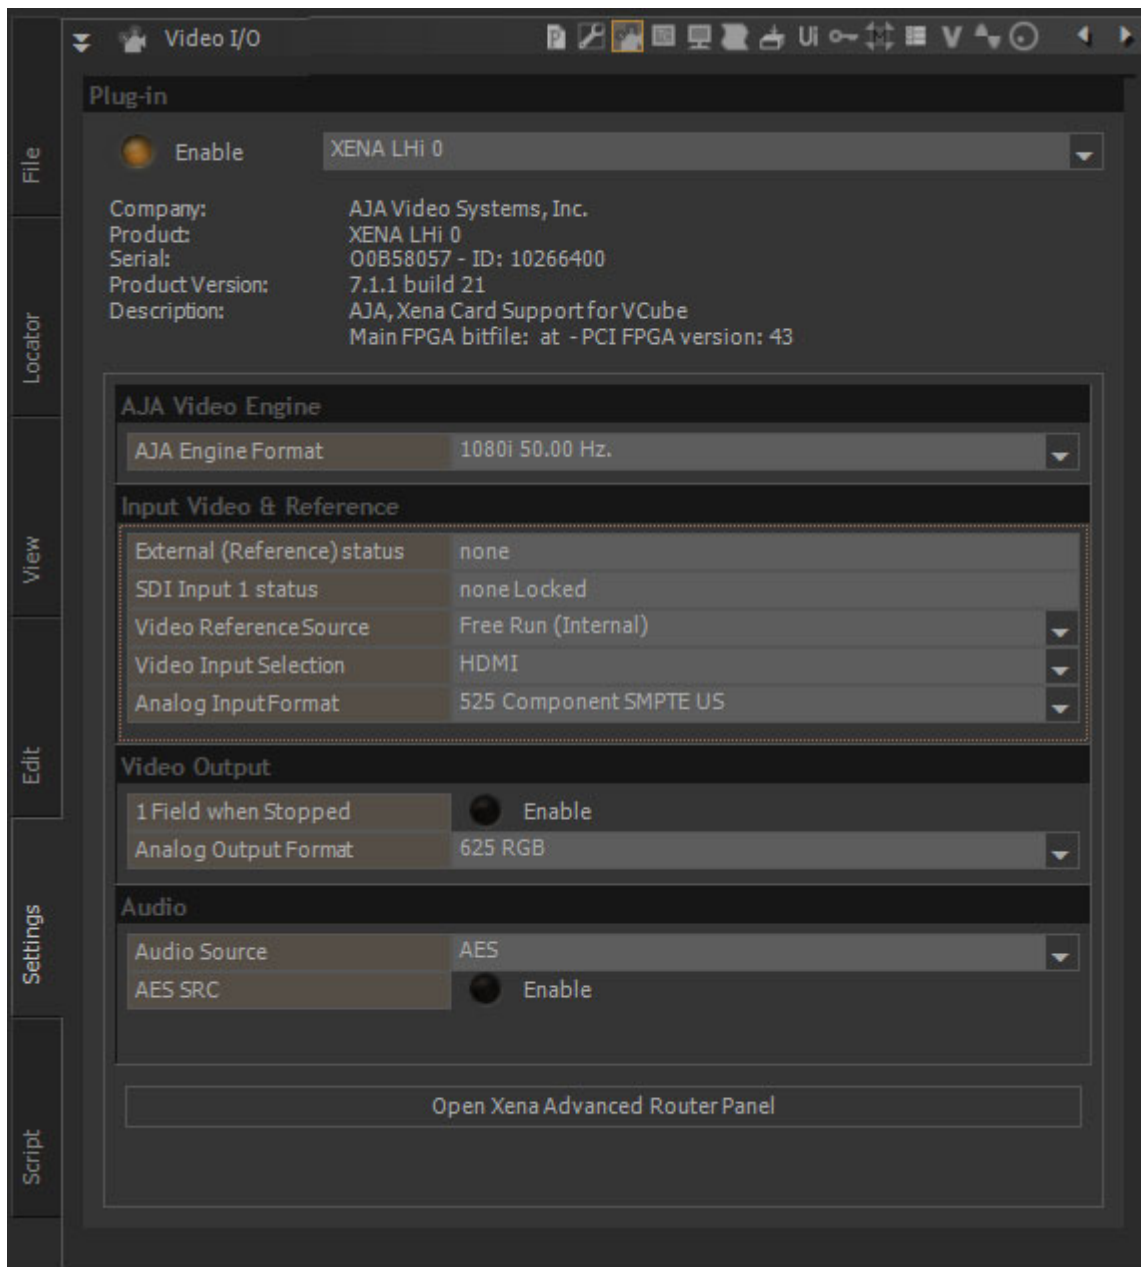 Video I/O
Ui
V
Plug-in
Enable
XENA LHi 0
Company: AJA Video Systems, Inc.
Product: XENA LHi 0
Serial: O0B58057 - ID: 10266400
Product Version: 7.1.1 build 21
Description: AJA, Xena Card Support for VCube
Main FPGA bitfile: at - PCI FPGA version: 43
AJA Video Engine
AJA Engine Format 1080i 50.00 Hz.
Input Video & Reference
External (Reference) status none
SDI Input 1 status none Locked
Video Reference Source Free Run (Internal)
Video Input Selection HDMI
Analog Input Format 525 Component SMPTE US
Video Output
1 Field when Stopped Enable
Analog Output Format 625 RGB
Audio
Audio Source AES
AES SRC Enable
Open Xena Advanced Router Panel
File
Locator
View
Edit
Settings
Script